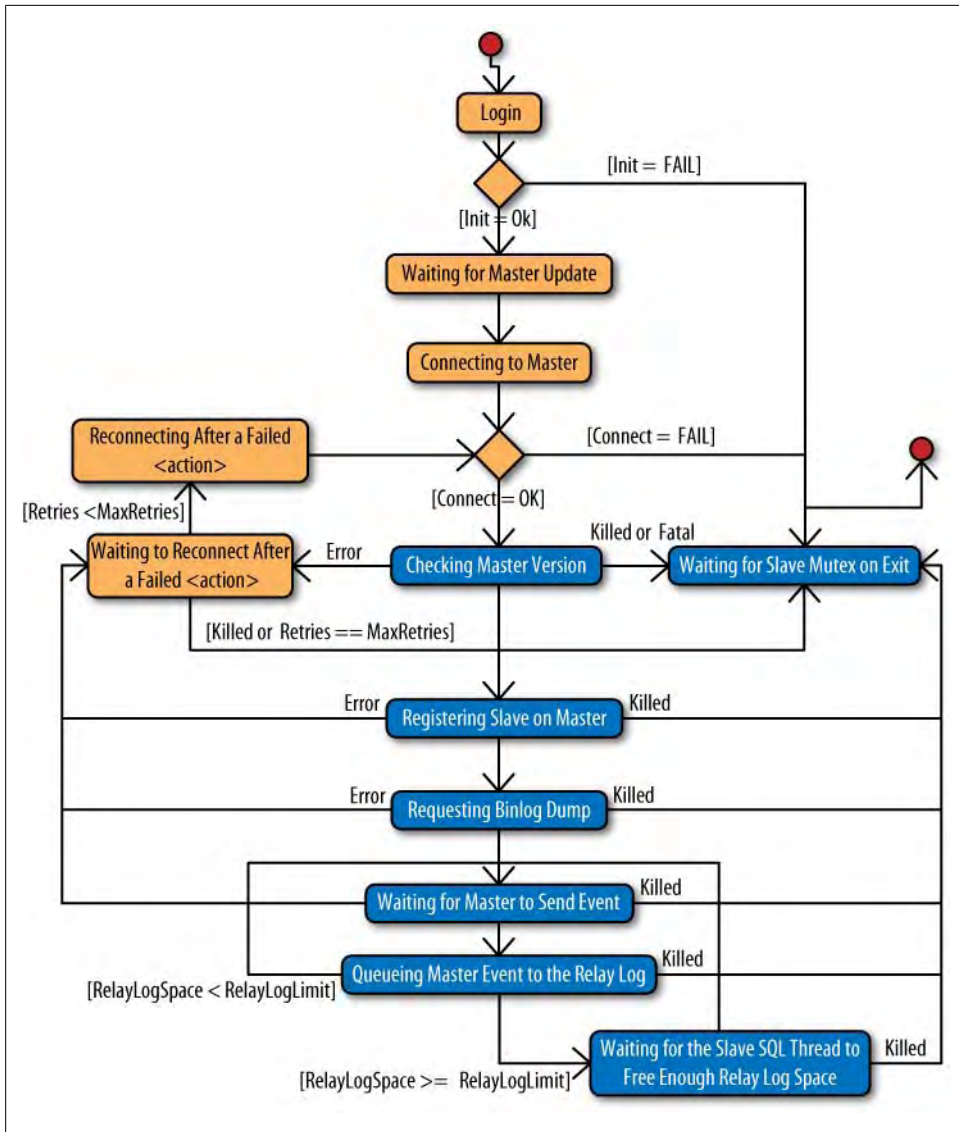 Login
[Init = FAIL]
[Init = Ok]
Waiting for Master Update
Connecting to Master
Reconnecting After a Failed
<action>
[Connect = FAIL]
[Connect = OK]
[Retries <MaxRetries]
Waiting to Reconnect After
a Failed <action>
Error
Checking Master Version
Killed or Fatal
Waiting for Slave Mutex on Exit
[Killed or Retries == MaxRetries]
Error
Registering Slave on Master
Killed
Error
Requesting Binlog Dump
Killed
Waiting for Master to Send Event
Killed
Queueing Master Event to the Relay Log
Killed
[RelayLogSpace < RelayLogLimit]
Waiting for the Slave SQL Thread to
Free Enough Relay Log Space
Killed
[RelayLogSpace >= RelayLogLimit]